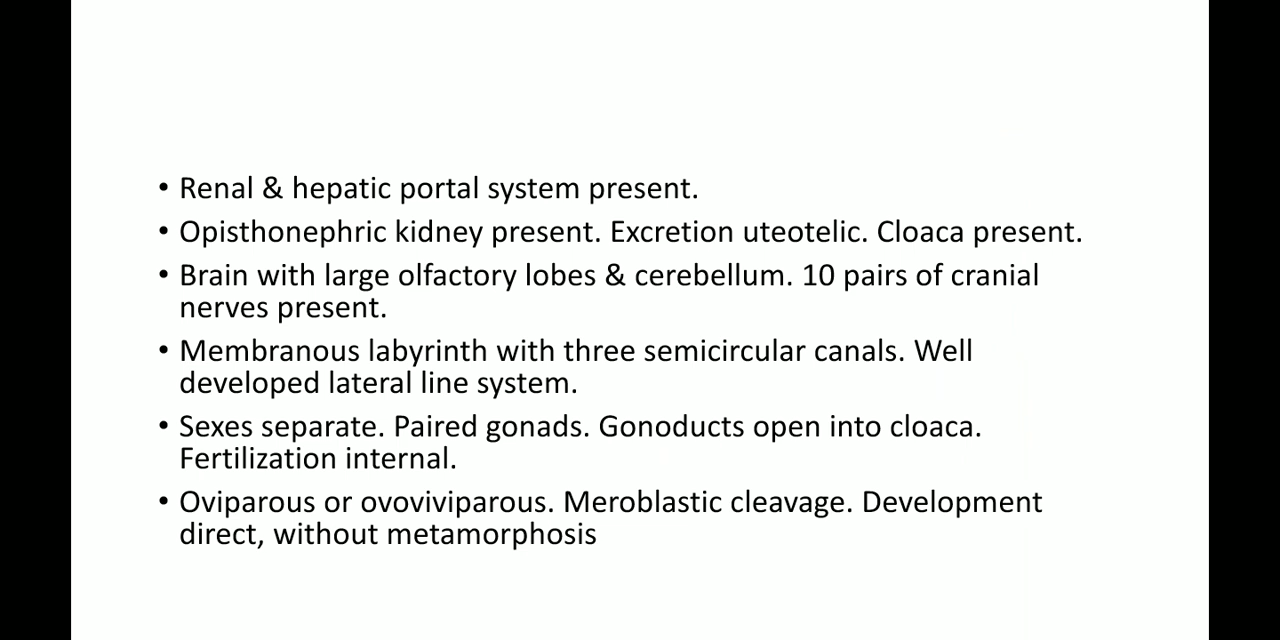 • Renal & hepatic portal system present.
• Opisthonephric kidney present. Excretion uteotelic. Cloaca present.
• Brain with large olfactory lobes & cerebellum. 10 pairs of cranial
nerves present.
• Membranous labyrinth with three semicircular canals. Well
developed lateral line system.
• Sexes separate. Paired gonads. Gonoducts open into cloaca.
Fertilization internal.
• Oviparous or ovoviviparous. Meroblastic cleavage. Development
direct, without metamorphosis